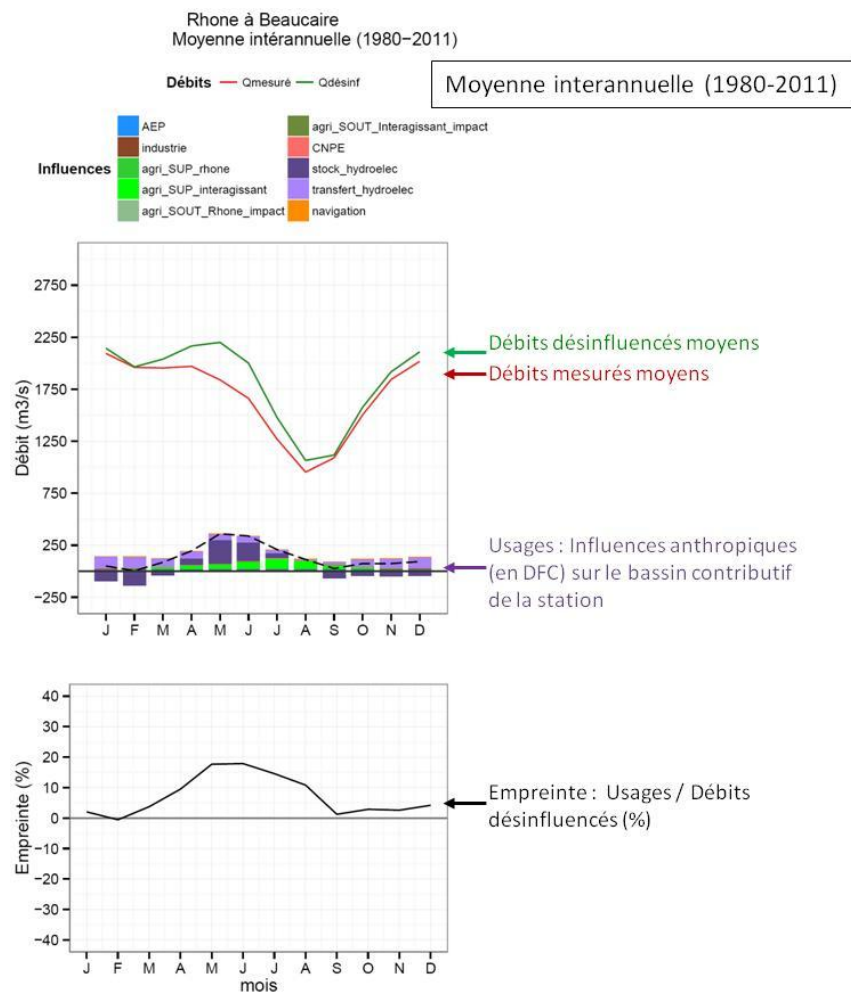 Rhone à Beaucaire
Moyenne intérannuelle (1980−2011)
Moyenne interannuelle (1980-2011)
Débits
Qmesuré
Qdésinf
Influences
AEP
industrie
agri_SUP_rhone
agri_SUP_interagissant
agri_SOUT_Rhone_impact
agri_SOUT_Interagissant_impact
CNPE
stock_hydroelec
transfert_hydroelec
navigation
Débit (m3/s)
2750
2250
1750
1250
750
250
−250
J F M A M J J A S O N D
Débits désinfluencés moyens
Débits mesurés moyens
Usages : Influences anthropiques
(en DFC) sur le bassin contributif
de la station
Empreinte (%)
40
30
20
10
0
−10
−20
−30
−40
J F M A M J J A S O N D
mois
Empreinte : Usages / Débits
désinfluencés (%)